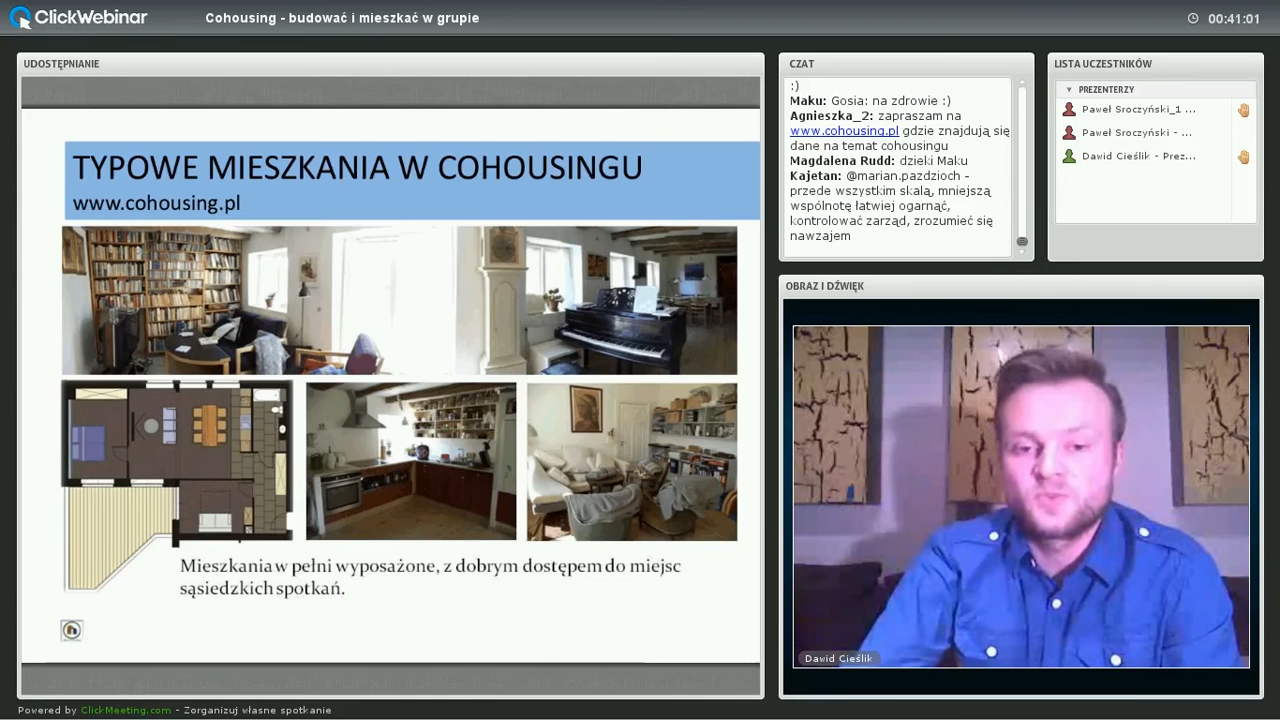 ClickWebinar
Cohousing - budować i mieszkać w grupie
00:41:01
UDOSTĘPNIANIE
TYPOWE MIESZKANIA W COHOUSINGU
www.cohousing.pl
Mieszkania w pełni wyposażone, z dobrym dostępem do miejsc
sąsiedzkich spotkań.
CZAT
:)
Maku: Gosia: na zdrowie :)
Agnieszka_2: zapraszam na
www.cohousing.pl gdzie znajdują się
dane na temat cohousingu
Magdalena Rudd: dzieki Maku
Kajetan: @marian.pazdzioch -
przede wszystkim skalą, mniejszą
wspólnotę łatwiej ogarnąć,
kontrolować zarząd, zrozumieć się
nawzajem
LISTA UCZESTNIKÓW
PREZENTERZY
Paweł Sroczyński_1 ...
Paweł Sroczyński - ...
Dawid Cieślik - Prez...
OBRAZ I DŹWIĘK
Dawid Cieślik
Powered by ClickMeeting.com - Zorganizuj własne spotkanie